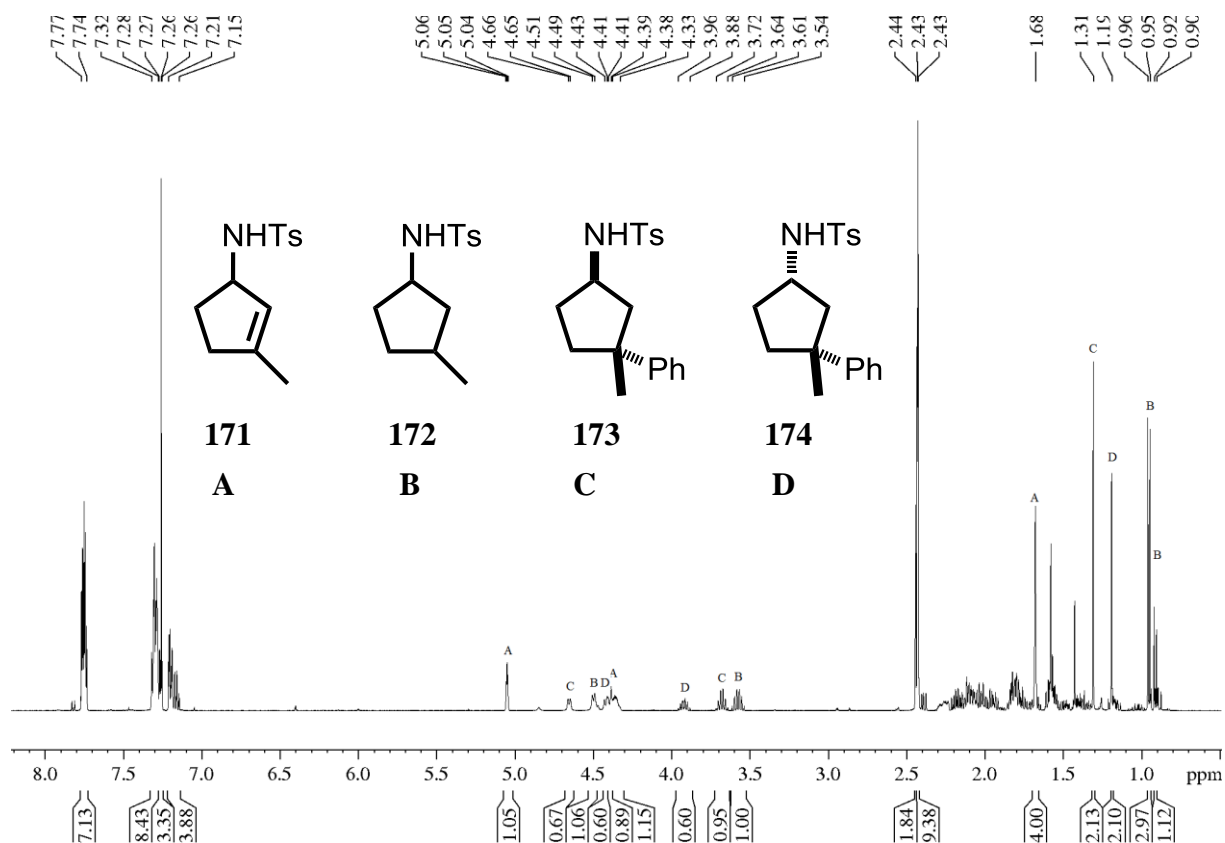 7.77 7.74 7.32 7.28 7.27 7.26 7.26 7.21 7.15 5.06 5.05 5.04 4.66 4.65 4.51 4.49 4.43 4.41 4.41 4.39 4.38 4.33 3.96 3.88 3.72 3.64 3.61 3.54 2.44 2.43 2.43 1.68 1.31 1.19 0.96 0.95 0.92 0.90
NHTs NHTs NHTs NHTs
Ph Ph
171 172 173 174
A B C D
C
B
D
A
B
A
C B D A D C B
8.0 7.5 7.0 6.5 6.0 5.5 5.0 4.5 4.0 3.5 3.0 2.5 2.0 1.5 1.0 ppm
7.13 8.43 3.35 3.88 1.05 0.67 1.06 0.60 0.89 1.15 0.60 0.95 1.00 1.84 9.38 4.00 2.13 2.10 2.97 1.12